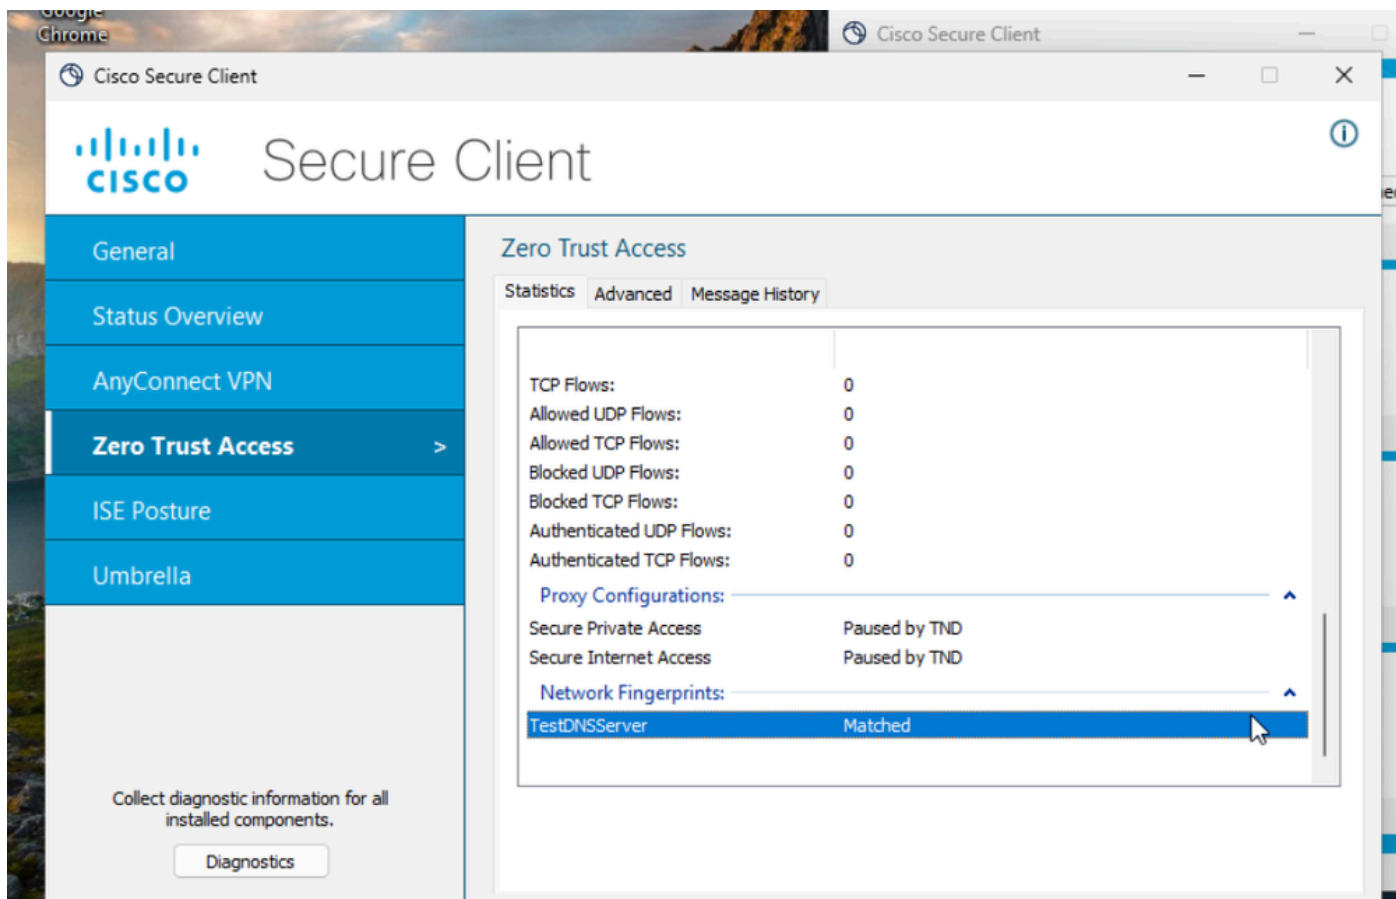 Google
Chrome
Cisco Secure Client
Cisco Secure Client
CISCO
Secure Client
General
Status Overview
AnyConnect VPN
Zero Trust Access >
ISE Posture
Umbrella
Collect diagnostic information for all
installed components.
Diagnostics
Zero Trust Access
Statistics Advanced Message History
TCP Flows: 0
Allowed UDP Flows: 0
Allowed TCP Flows: 0
Blocked UDP Flows: 0
Blocked TCP Flows: 0
Authenticated UDP Flows: 0
Authenticated TCP Flows: 0
Proxy Configurations:
Secure Private Access Paused by TND
Secure Internet Access Paused by TND
Network Fingerprints:
TestDNSServer Matched